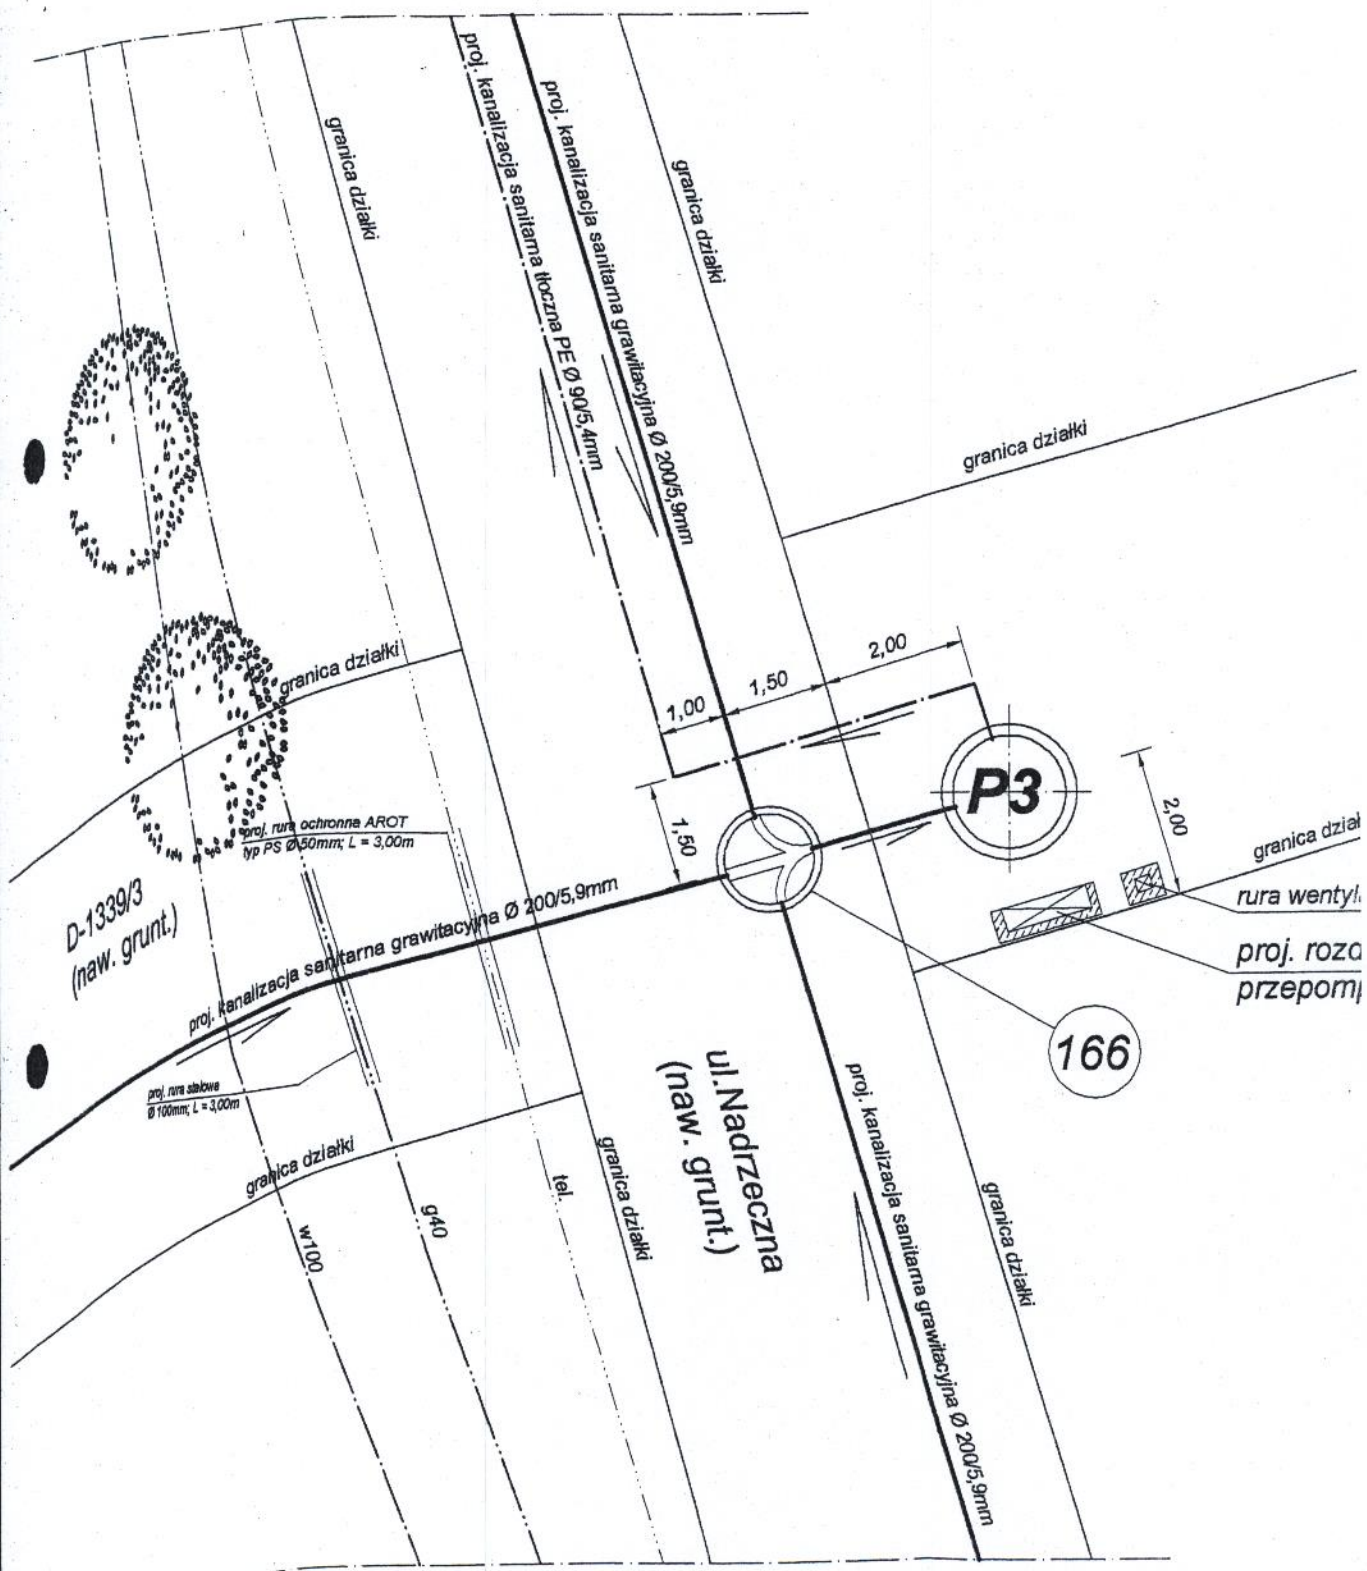 proj. kanalizacja sanitarna tłoczna PE Ø 90/5,4mm
proj. kanalizacja sanitarna grawitacyjna Ø 200/5,9mm
granica działki
granica działki
granica działki
granica działki
2,00
1,50
1,00
1,50
P3
2,00
proj. rura ochronna AROT
typ PS Ø 50mm; L = 3,00m
granica dział
rura wentyl
proj. rozd
przepom
D-1339/3
(naw. grunt.)
proj. kanalizacja sanitarna grawitacyjna Ø 200/5,9mm
proj. rura stalowa
Ø 100mm; L = 3,00m
166
ul.Nadrzeczna
(naw. grunt.)
proj. kanalizacja sanitarna grawitacyjna Ø 200/5,9mm
granica działki
granica działki
granica działki
w100
g40
tel.